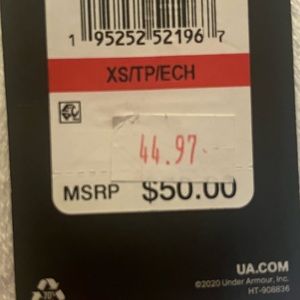 1 95252 52196 7
XS/TP/ECH
44.97
MSRP $50.00
UA.COM
©2020 Under Armour, Inc.
HT-908836